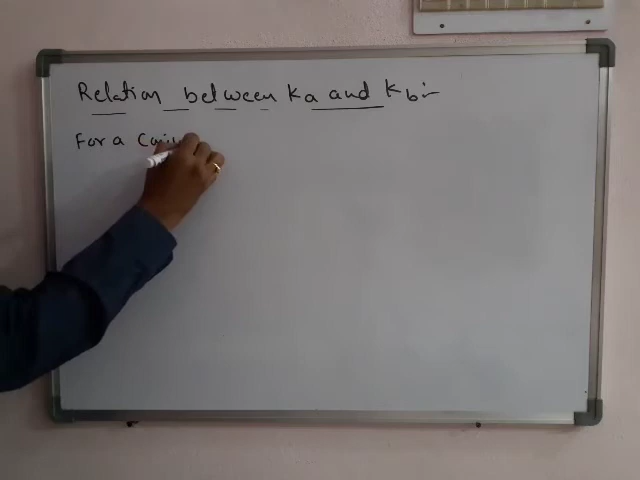 Relation between Ka and Kb:-
For a